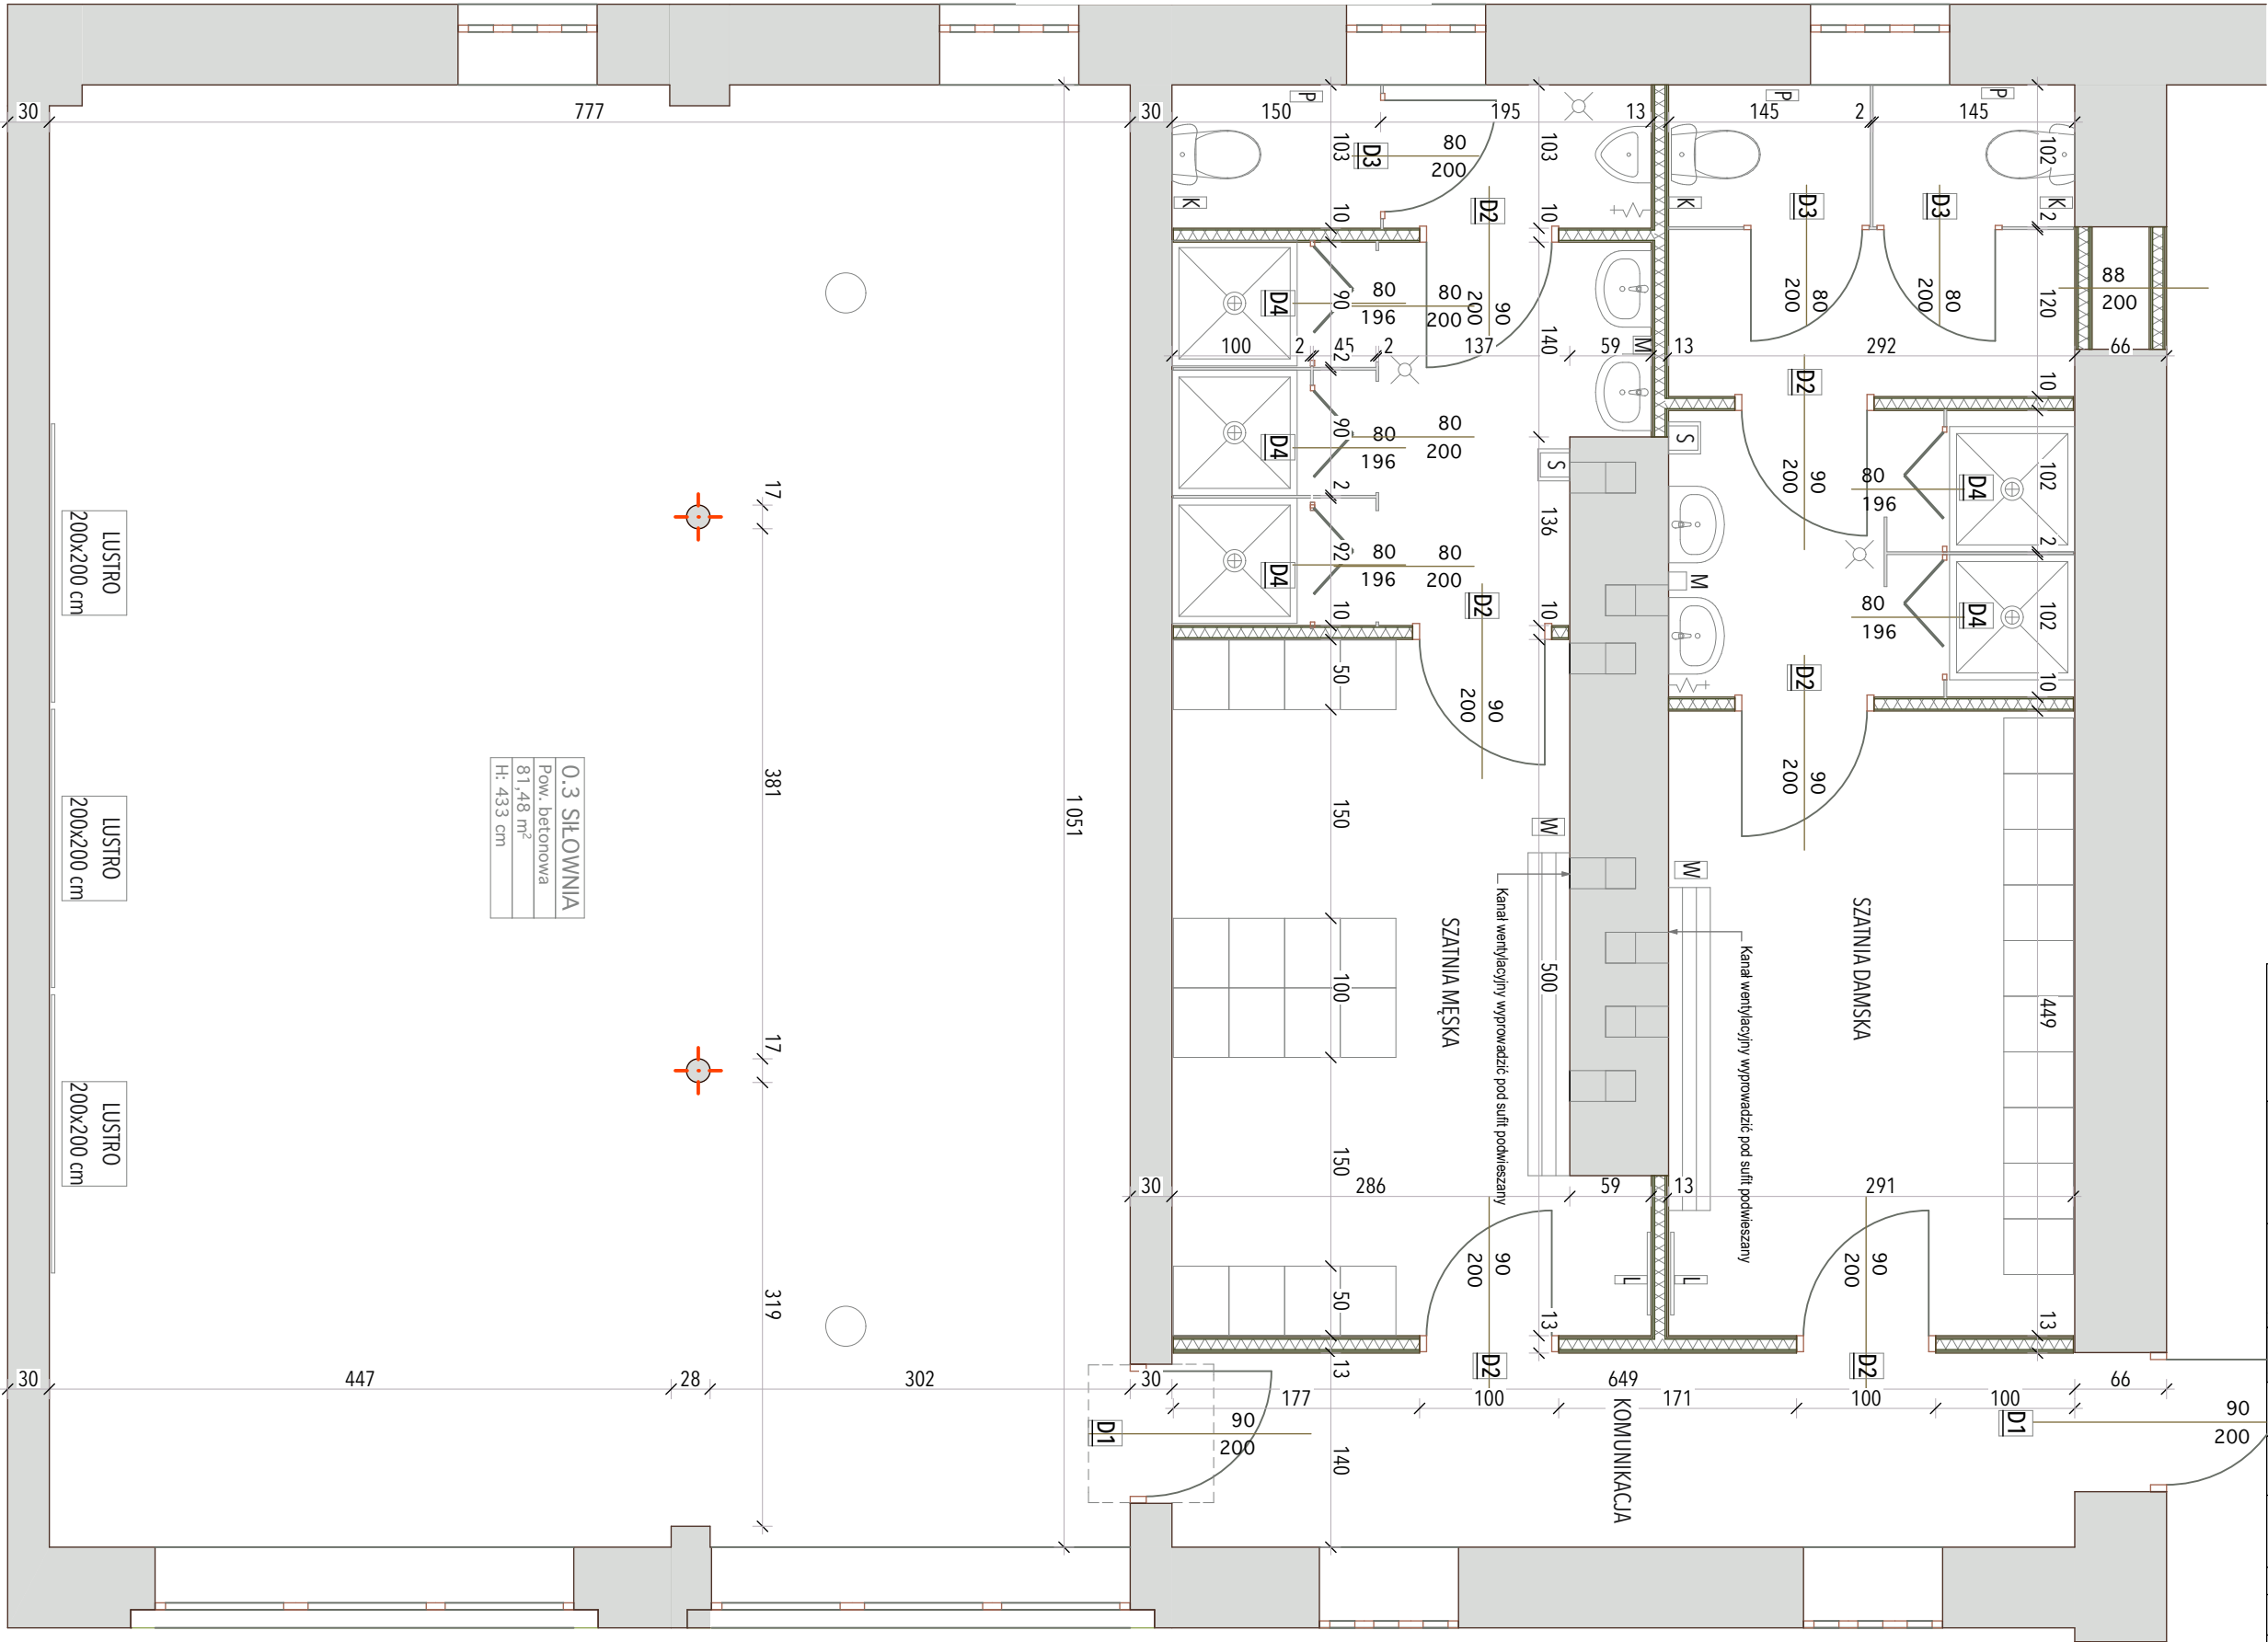 30
777
30
150
195
13
145
2
145
P
P
P
103
D3
80
200
103
102
K
K
K
10
D2
10
D3
D3
2
90
200
80
200
80
200
88
200
120
D4
90
80
196
80
200
140
100
2
45
2
2
137
59
M
13
292
66
D2
10
D4
90
80
196
80
200
S
S
90
200
80
196
D4
102
2
136
2
D4
92
80
196
80
200
M
80
196
D4
102
10
D2
10
D2
10
50
90
200
90
200
17
381
17
319
1051
LUSTRO
200x200 cm
LUSTRO
200x200 cm
LUSTRO
200x200 cm
0.3 SIŁOWNIA
Pow. betonowa
81,48 m²
H: 433 cm
150
W
W
SZATNIA MĘSKA
Kanał wentylacyjny wyprowadzić pod sufit podwieszany
500
Kanał wentylacyjny wyprowadzić pod sufit podwieszany
SZATNIA DAMSKA
449
100
150
30
286
59
13
291
90
200
L
L
90
200
50
13
13
13
D2
D2
30
447
28
302
30
649
66
177
100
171
100
100
D1
90
200
140
KOMUNIKACJA
D1
90
200